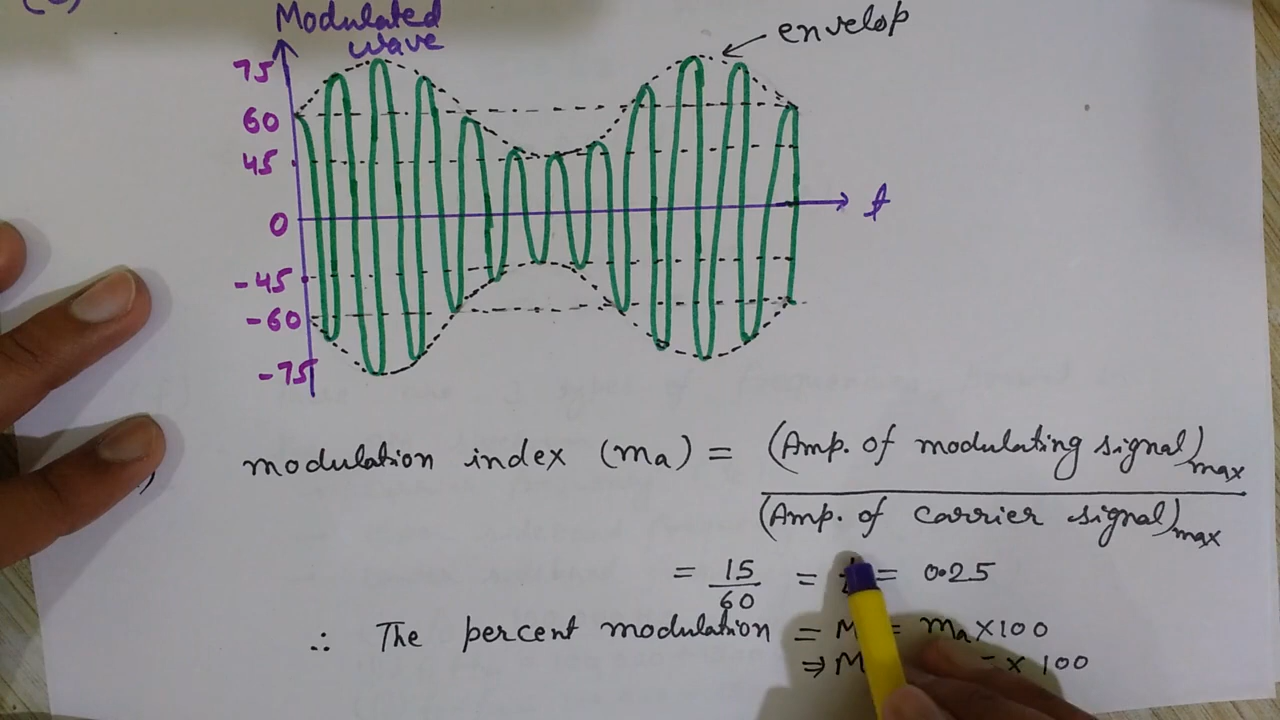 Modulated
wave
envelop
75
60
45
0
-45
-60
-75
t
modulation index (ma) = (Amp. of modulating signal)max
(Amp. of carrier signal)max
= 15 = = 0.25
60
∴ The percent modulation = M = ma X 100
⇒ M x 100